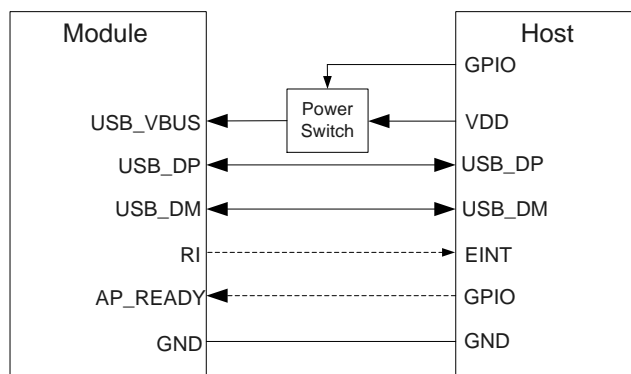 Module
Host
GPIO
Power
Switch
USB_VBUS
VDD
USB_DP
USB_DP
USB_DM
USB_DM
RI
EINT
AP_READY
GPIO
GND
GND